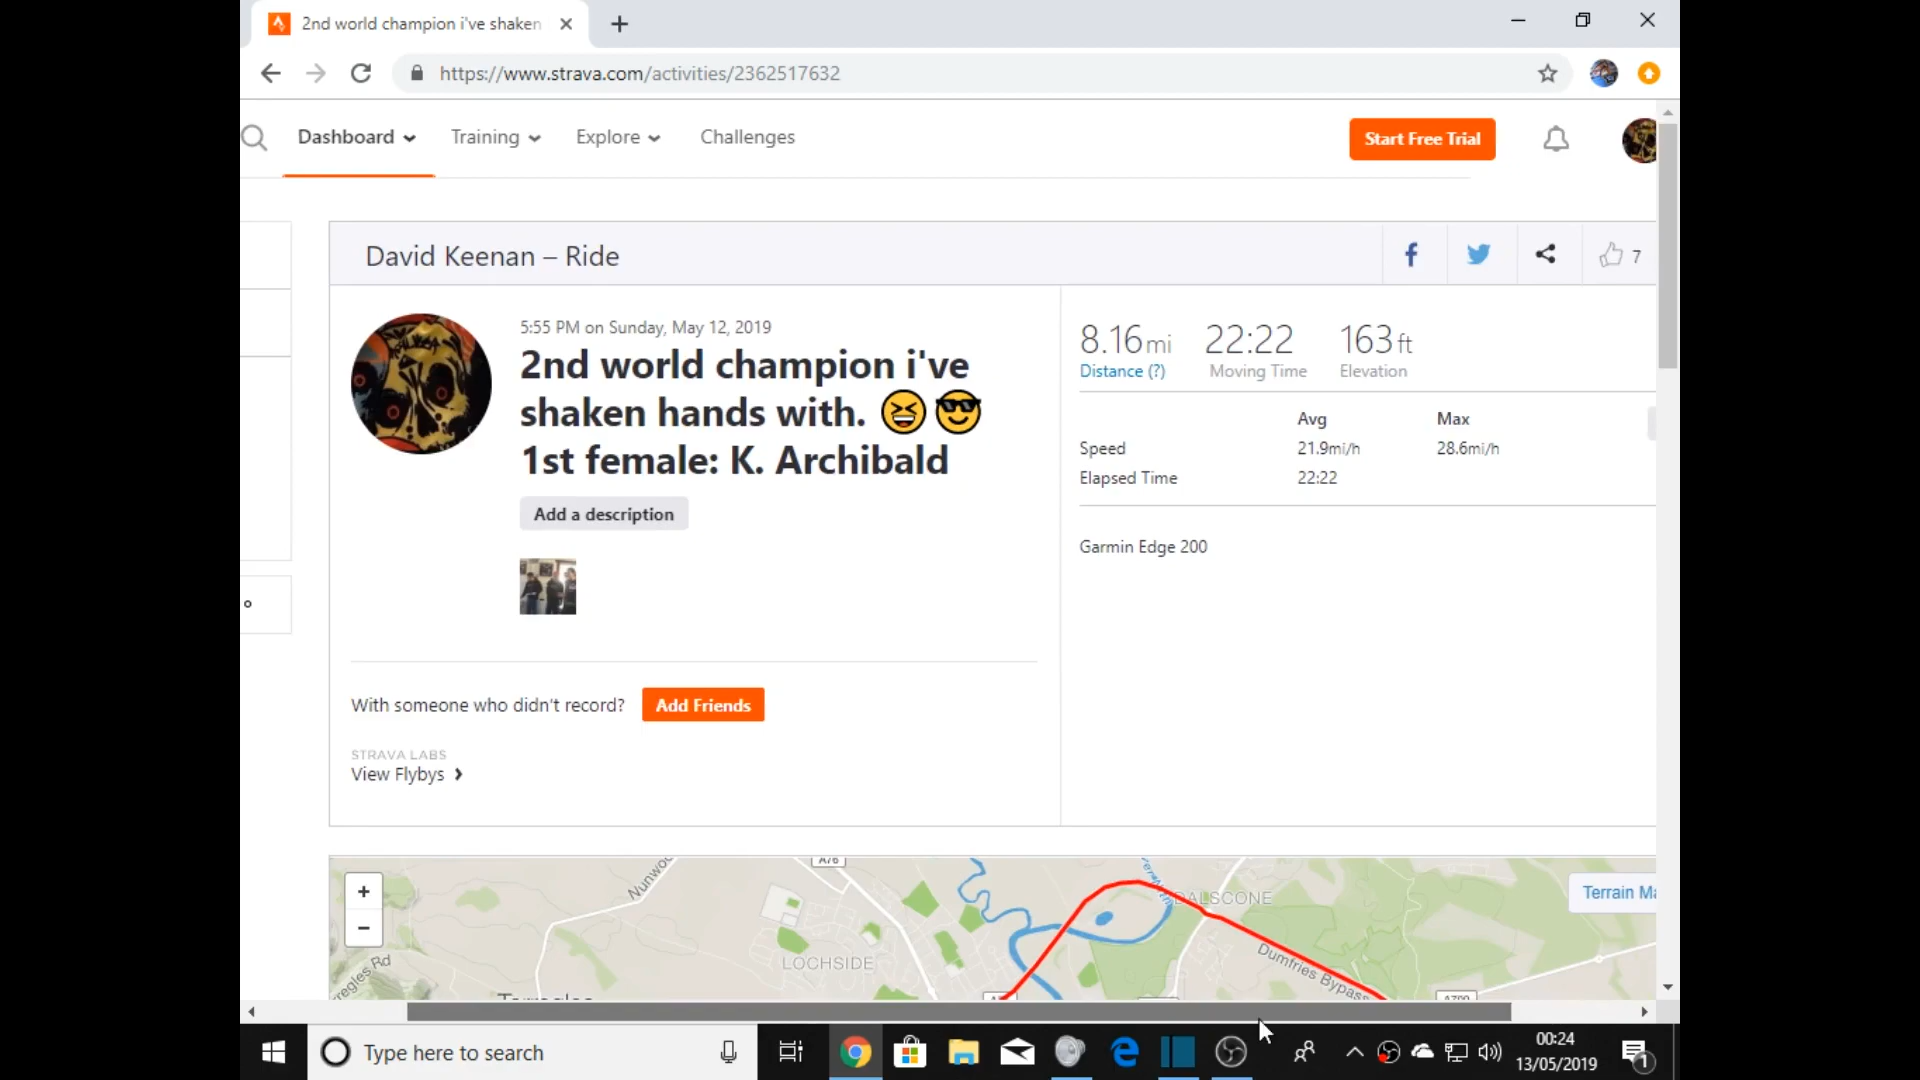 2nd world champion i've shaken
https://www.strava.com/activities/2362517632
Dashboard Training Explore Challenges Start Free Trial
David Keenan – Ride
7
5:55 PM on Sunday, May 12, 2019
2nd world champion i've
shaken hands with. 😆😎
1st female: K. Archibald
Add a description
8.16mi 22:22 163ft
Distance (?) Moving Time Elevation
Avg Max
Speed 21.9mi/h 28.6mi/h
Elapsed Time 22:22
Garmin Edge 200
With someone who didn't record? Add Friends
STRAVA LABS
View Flybys
+
−
Terrain Ma
A76
DALSCONE
LOCHSIDE
Dumfries Bypass
Type here to search
00:24
13/05/2019
1